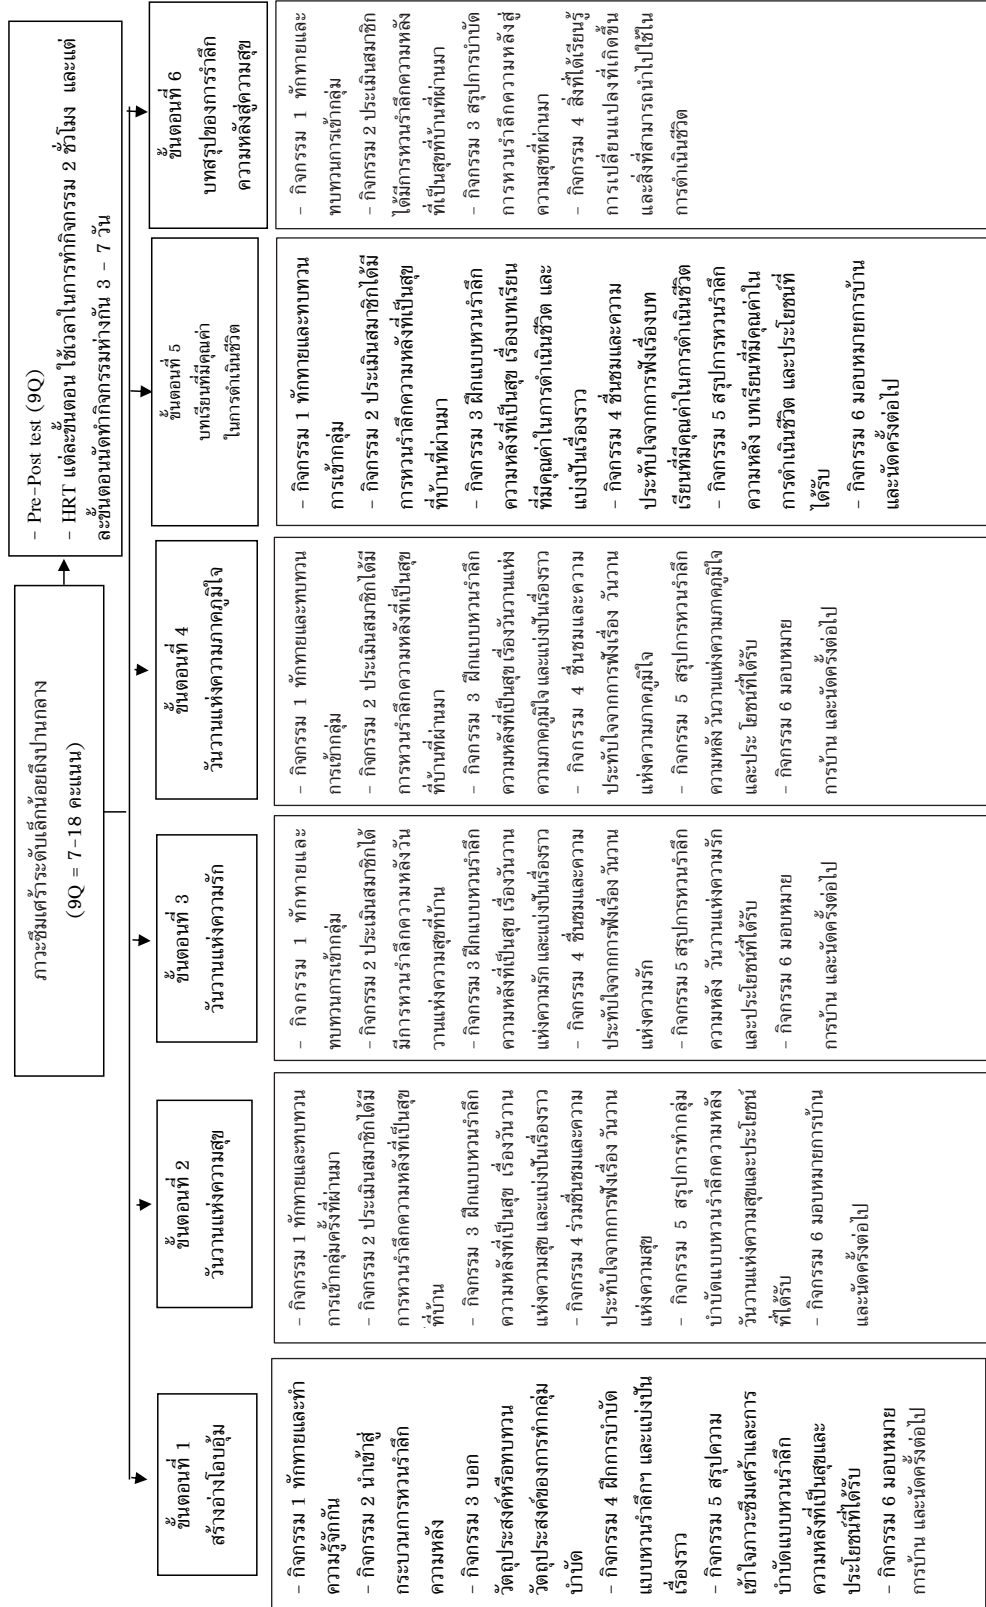 ภาวะซึมเศร้าระดับเล็กน้อยถึงปานกลาง
(9Q = 7-18 คะแนน)
- Pre-Post test (9Q)
- HRT แต่ละขั้นตอน ใช้เวลาในการทำกิจกรรม 2 ชั่วโมง และแต่
ละขั้นตอนนัดทำกิจกรรมห่างกัน 3 - 7 วัน
ขั้นตอนที่ 1
สร้างอย่างโอบอุ้ม
- กิจกรรม 1 ทักทายและทำ
ความรู้จักกัน
- กิจกรรม 2 นำเข้าสู่
กระบวนการหวนรำลึก
ความหลัง
- กิจกรรม 3 บอก
วัตถุประสงค์หรือทบทวน
วัตถุประสงค์ของการทำกลุ่ม
บำบัด
- กิจกรรม 4 ฝึกการบำบัด
แบบหวนรำลึกฯ และแบ่งปัน
เรื่องราว
- กิจกรรม 5 สรุปความ
เข้าใจภาวะซึมเศร้าและการ
บำบัดแบบหวนรำลึก
ความหลังที่เป็นสุขและ
ประโยชน์ที่ได้รับ
- กิจกรรม 6 มอบหมาย
การบ้าน และนัดครั้งต่อไป
ขั้นตอนที่ 2
วันวานแห่งความสุข
- กิจกรรม 1 ทักทายและทบทวน
การเข้ากลุ่มครั้งที่ผ่านมา
- กิจกรรม 2 ประเมินสมาชิกได้มี
การหวนรำลึกความหลังที่เป็นสุข
ที่บ้าน
- กิจกรรม 3 ฝึกแบบหวนรำลึก
ความหลังที่เป็นสุข เรื่องวันวาน
แห่งความสุข และแบ่งปันเรื่องราว
- กิจกรรม 4 ร่วมชื่นชมและความ
ประทับใจจากการฟังเรื่อง วันวาน
แห่งความสุข
- กิจกรรม 5 สรุปการทำกลุ่ม
บำบัดแบบหวนรำลึกความหลัง
วันวานแห่งความสุขและประโยชน์
ที่ได้รับ
- กิจกรรม 6 มอบหมายการบ้าน
และนัดครั้งต่อไป
ขั้นตอนที่ 3
วันวานแห่งความรัก
- กิจกรรม 1 ทักทายและ
ทบทวนการเข้ากลุ่ม
- กิจกรรม 2 ประเมินสมาชิกได้
มีการหวนรำลึกความหลังวัน
วานแห่งความสุขที่บ้าน
- กิจกรรม 3 ฝึกแบบหวนรำลึก
ความหลังที่เป็นสุข เรื่องวันวาน
แห่งความรัก และแบ่งปันเรื่องราว
- กิจกรรม 4 ชื่นชมและความ
ประทับใจจากการฟังเรื่อง วันวาน
แห่งความรัก
- กิจกรรม 5 สรุปการหวนรำลึก
ความหลัง วันวานแห่งความรัก
และประโยชน์ที่ได้รับ
- กิจกรรม 6 มอบหมาย
การบ้าน และนัดครั้งต่อไป
ขั้นตอนที่ 4
วันวานแห่งความภาคภูมิใจ
- กิจกรรม 1 ทักทายและทบทวน
การเข้ากลุ่ม
- กิจกรรม 2 ประเมินสมาชิกได้มี
การหวนรำลึกความหลังที่เป็นสุข
ที่บ้านที่ผ่านมา
- กิจกรรม 3 ฝึกแบบหวนรำลึก
ความหลังที่เป็นสุข เรื่องวันวานแห่ง
ความภาคภูมิใจ และแบ่งปันเรื่องราว
- กิจกรรม 4 ชื่นชมและความ
ประทับใจจากการฟังเรื่อง วันวาน
แห่งความภาคภูมิใจ
- กิจกรรม 5 สรุปการหวนรำลึก
ความหลัง วันวานแห่งความภาคภูมิใจ
และประ โยชน์ที่ได้รับ
- กิจกรรม 6 มอบหมาย
การบ้าน และนัดครั้งต่อไป
ขั้นตอนที่ 5
บทเรียนที่มีคุณค่า
ในการดำเนินชีวิต
- กิจกรรม 1 ทักทายและทบทวน
การเข้ากลุ่ม
- กิจกรรม 2 ประเมินสมาชิกได้มี
การหวนรำลึกความหลังที่เป็นสุข
ที่บ้านที่ผ่านมา
- กิจกรรม 3 ฝึกแบบหวนรำลึก
ความหลังที่เป็นสุข เรื่องบทเรียน
ที่มีคุณค่าในการดำเนินชีวิต และ
แบ่งปันเรื่องราว
- กิจกรรม 4 ชื่นชมและความ
ประทับใจจากการฟังเรื่องบท
เรียนที่มีคุณค่าในการดำเนินชีวิต
- กิจกรรม 5 สรุปการหวนรำลึก
ความหลัง บทเรียนที่มีคุณค่าใน
การดำเนินชีวิต และประโยชน์ที่
ได้รับ
- กิจกรรม 6 มอบหมายการบ้าน
และนัดครั้งต่อไป
ขั้นตอนที่ 6
บทสรุปของการรำลึก
ความหลังสู่ความสุข
- กิจกรรม 1 ทักทายและ
ทบทวนการเข้ากลุ่ม
- กิจกรรม 2 ประเมินสมาชิก
ได้มีการหวนรำลึกความหลัง
ที่เป็นสุขที่บ้านที่ผ่านมา
- กิจกรรม 3 สรุปการบำบัด
การหวนรำลึกความหลังสู่
ความสุขที่ผ่านมา
- กิจกรรม 4 สิ่งที่ได้เรียนรู้
การเปลี่ยนแปลงที่เกิดขึ้น
และสิ่งที่สามารถนำไปใช้ใน
การดำเนินชีวิต